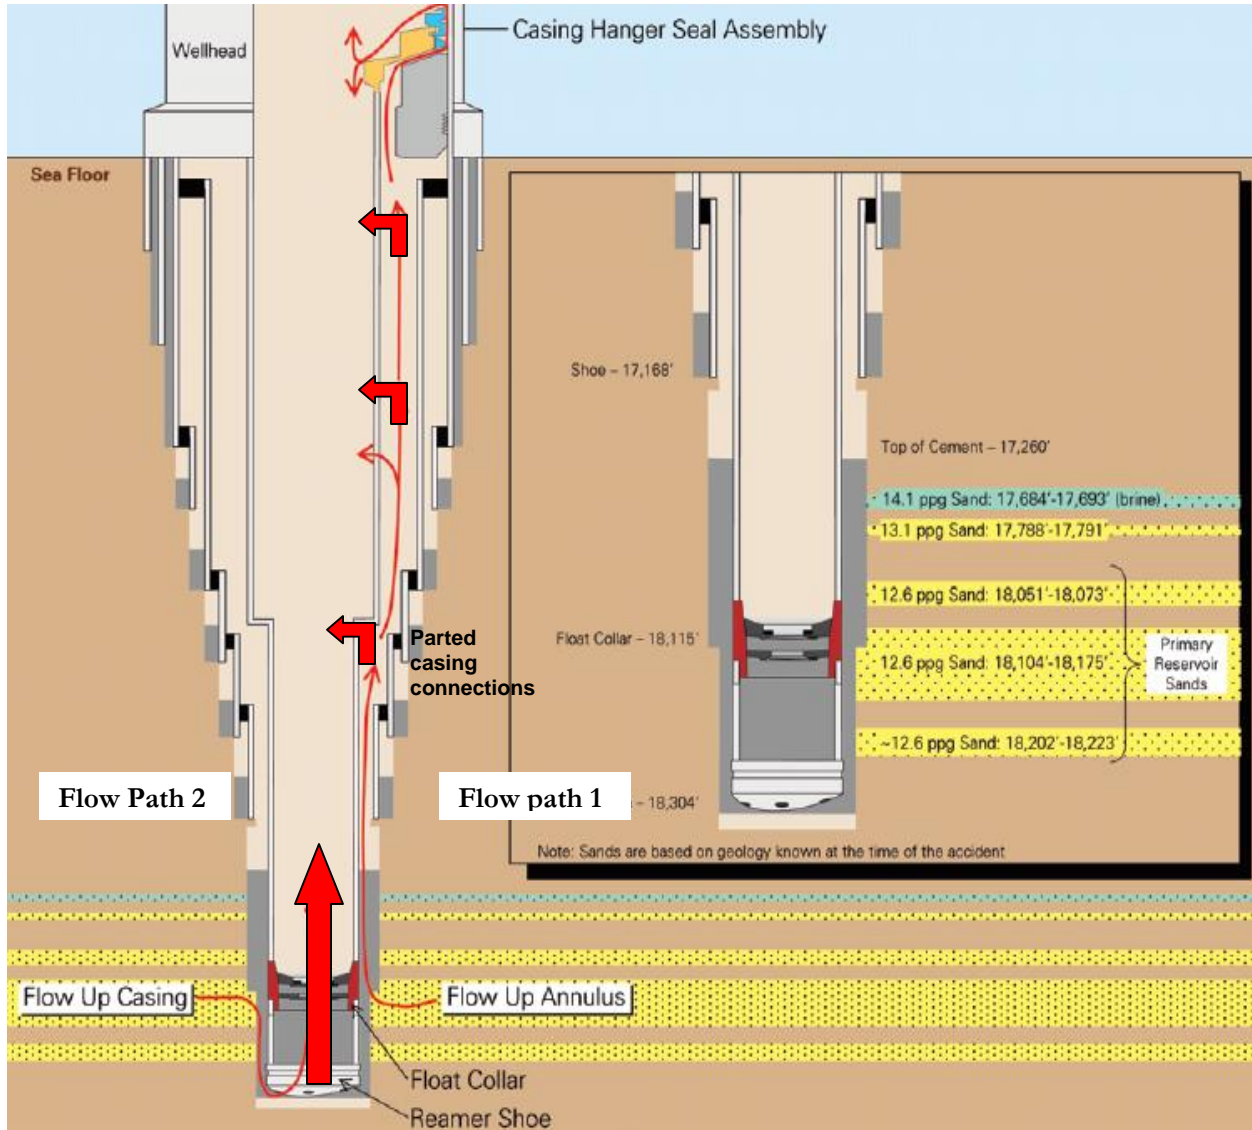 Casing Hanger Seal Assembly
Wellhead
Sea Floor
Shoe – 17,168'
Top of Cement – 17,260'
14.1 ppg Sand: 17,684'-17,693' (brine)
13.1 ppg Sand: 17,788'-17,791'
12.6 ppg Sand: 18,051'-18,073'
Float Collar – 18,115'
12.6 ppg Sand: 18,104'-18,175'
Primary
Reservoir
Sands
~12.6 ppg Sand: 18,202'-18,223'
– 18,304'
Note: Sands are based on geology known at the time of the accident
Parted
casing
connections
Flow Path 2
Flow path 1
Flow Up Casing
Flow Up Annulus
Float Collar
Reamer Shoe